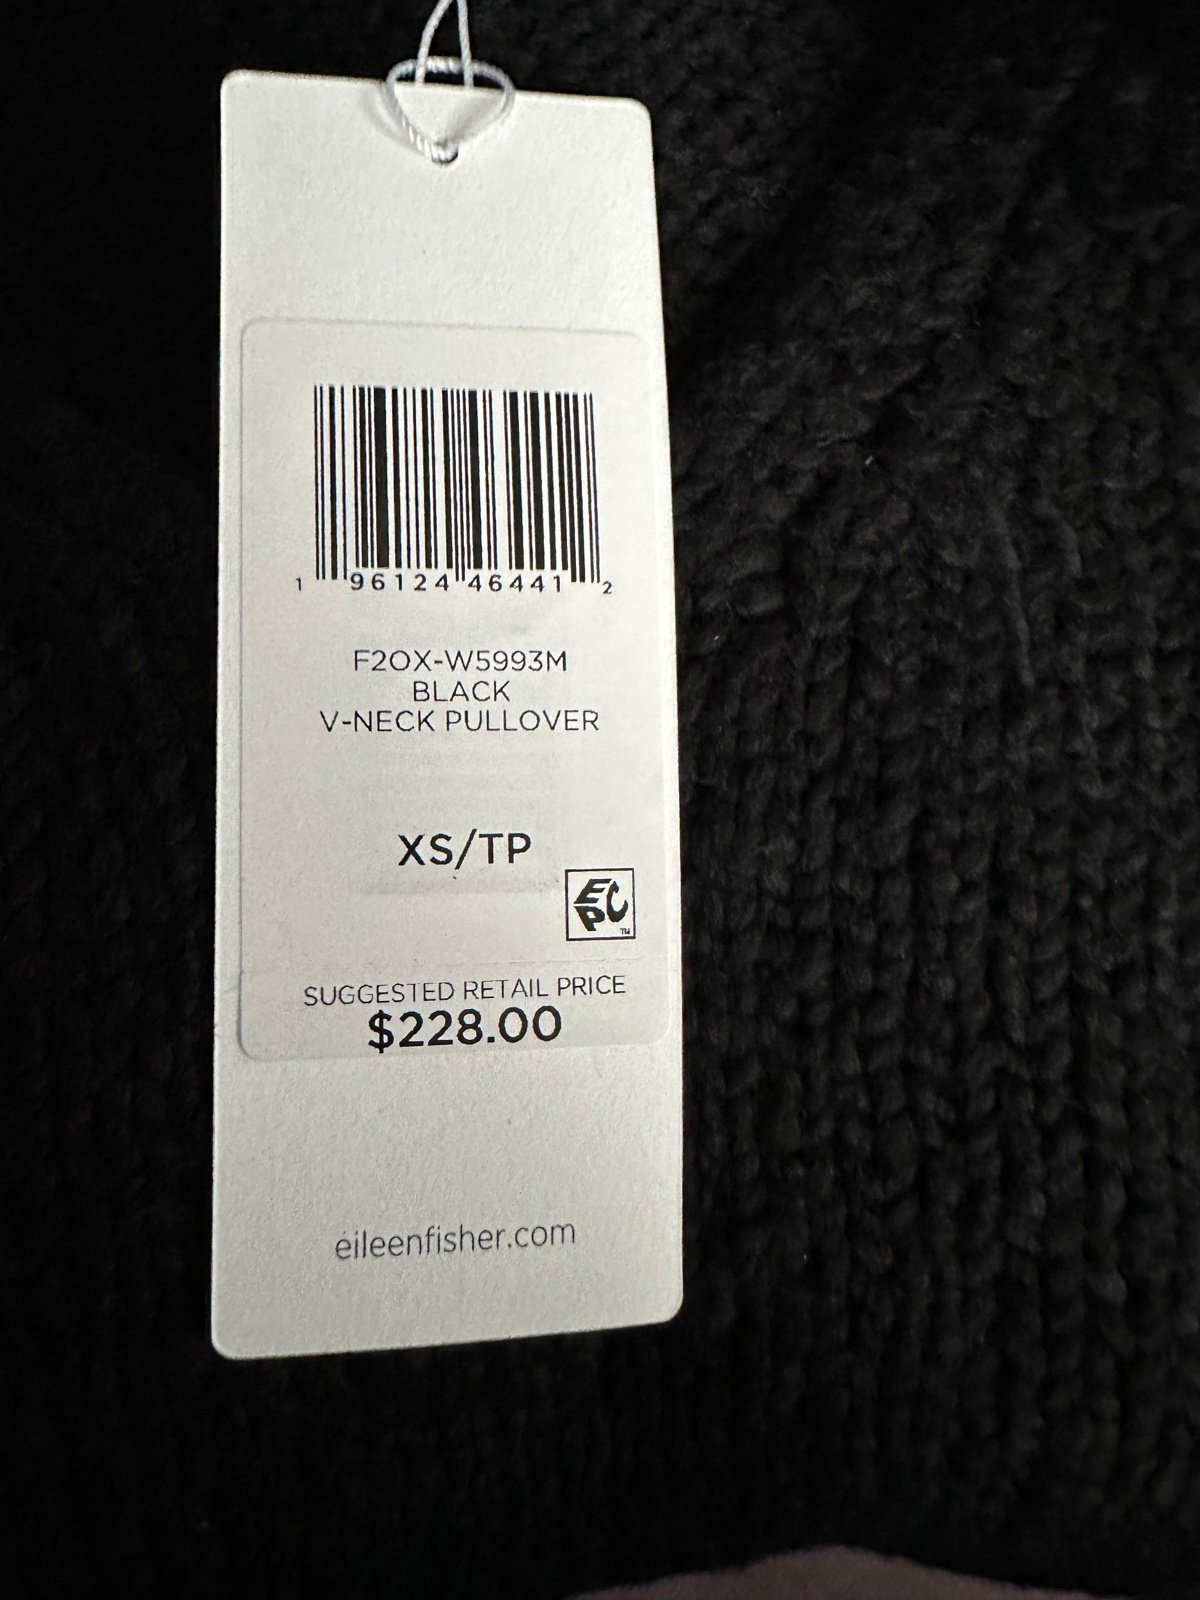 1 96124 46441 2
F2OX-W5993M
BLACK
V-NECK PULLOVER
XS/TP
EPC
TM
SUGGESTED RETAIL PRICE
$228.00
eileenfisher.com